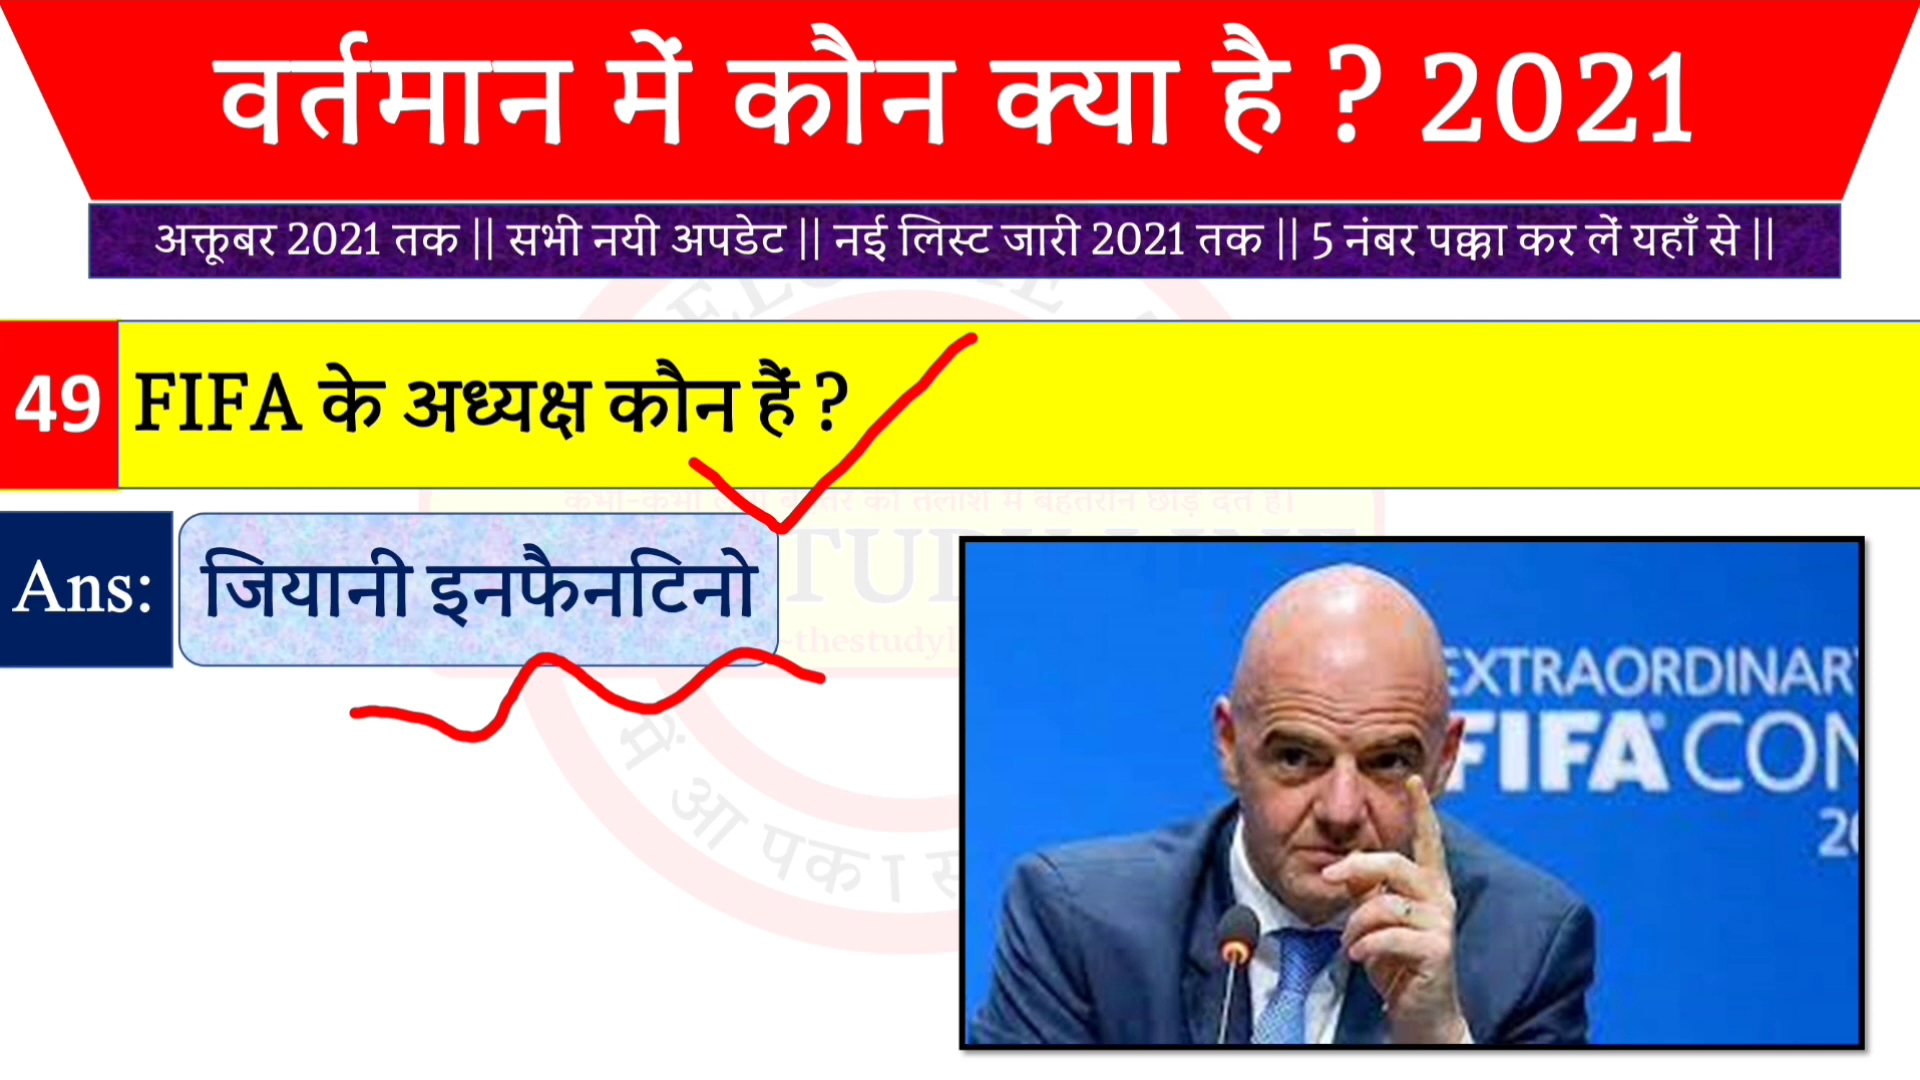 वर्तमान में कौन क्या है ? 2021
अक्तूबर 2021 तक || सभी नयी अपडेट || नई लिस्ट जारी 2021 तक || 5 नंबर पक्का कर लें यहाँ से ||
49 FIFA के अध्यक्ष कौन हैं ?
Ans: जियानी इनफैनटिनो
EXTRAORDINAR
FIFA CON
में आपका